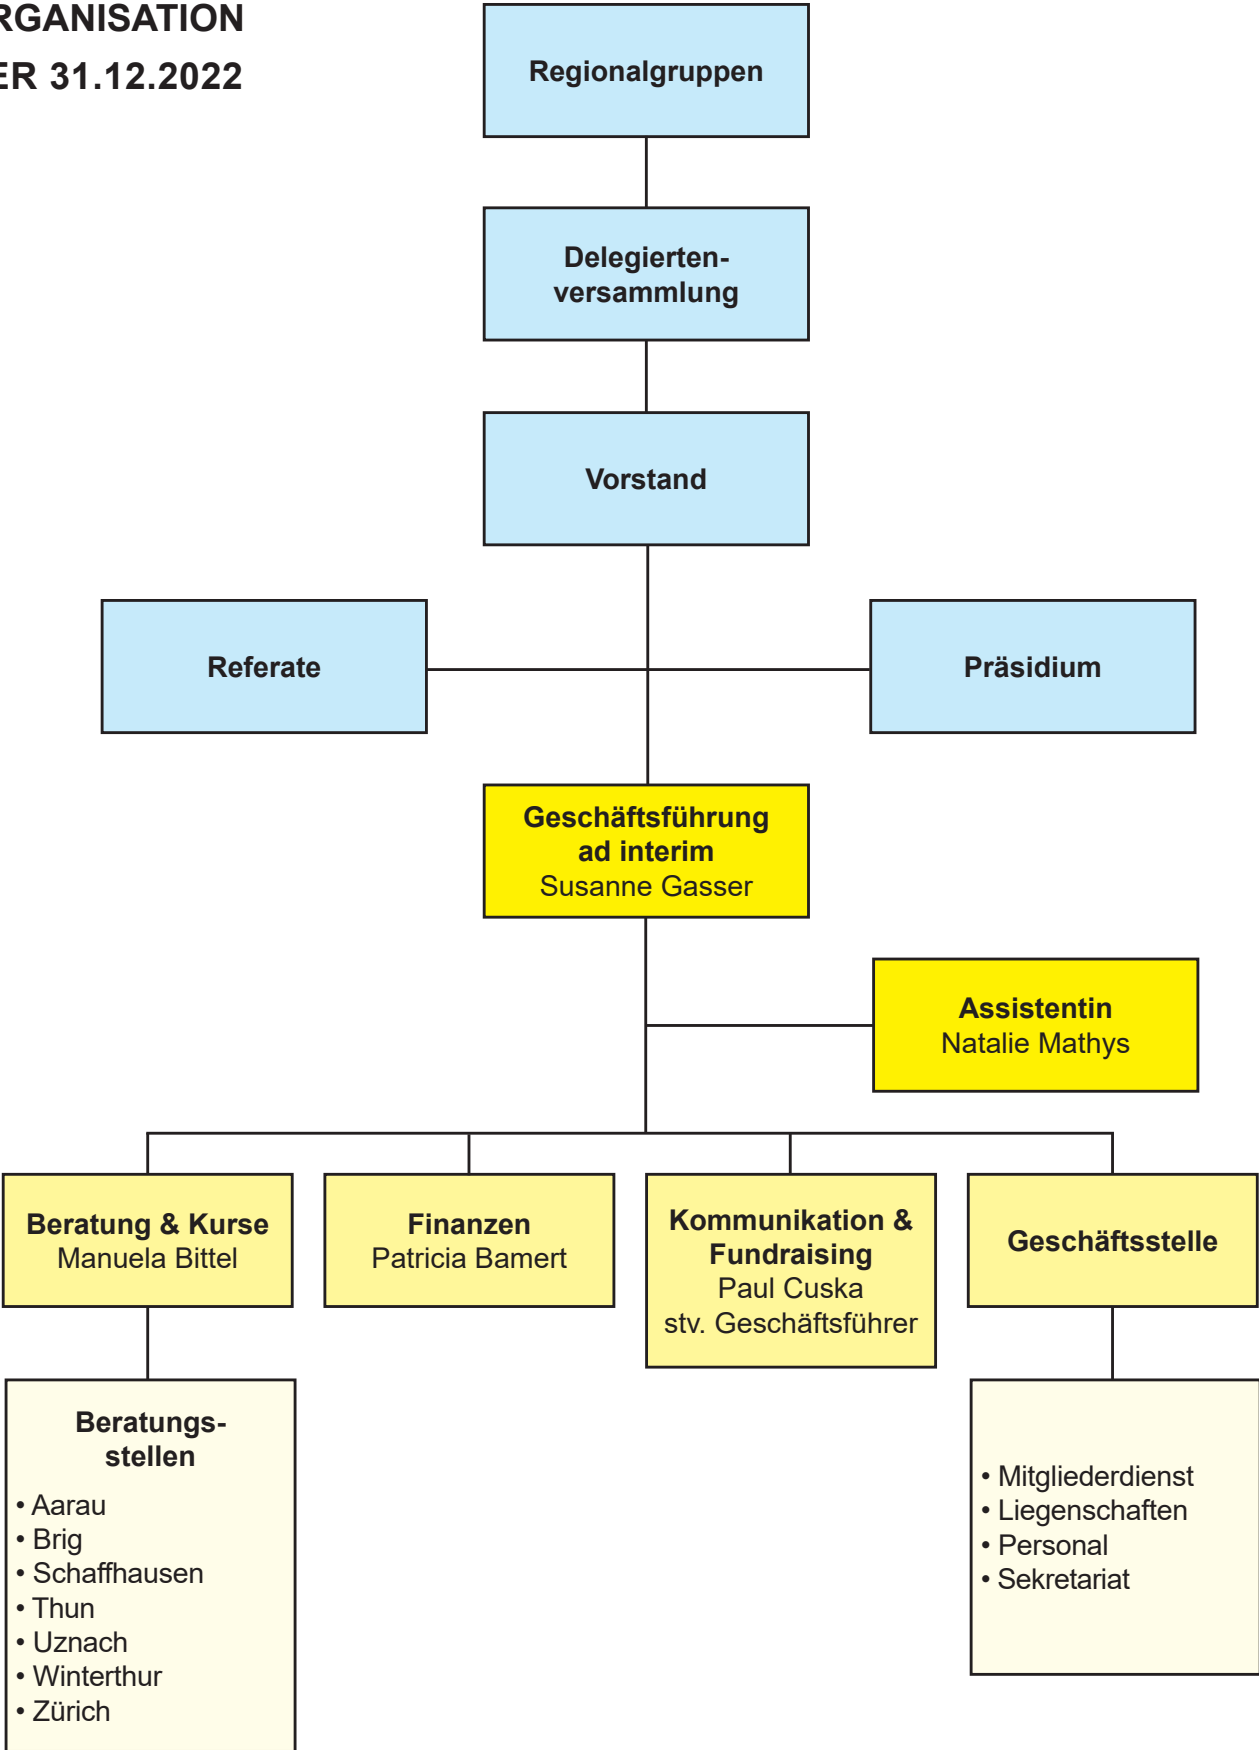 RGANISATION
ER 31.12.2022
Regionalgruppen
Delegierten-
versammlung
Vorstand
Referate
Präsidium
Geschäftsführung
ad interim
Susanne Gasser
Assistentin
Natalie Mathys
Beratung & Kurse
Manuela Bittel
Finanzen
Patricia Bamert
Kommunikation &
Fundraising
Paul Cuska
stv. Geschäftsführer
Geschäftsstelle
Beratungs-
stellen
• Aarau
• Brig
• Schaffhausen
• Thun
• Uznach
• Winterthur
• Zürich
• Mitgliederdienst
• Liegenschaften
• Personal
• Sekretariat